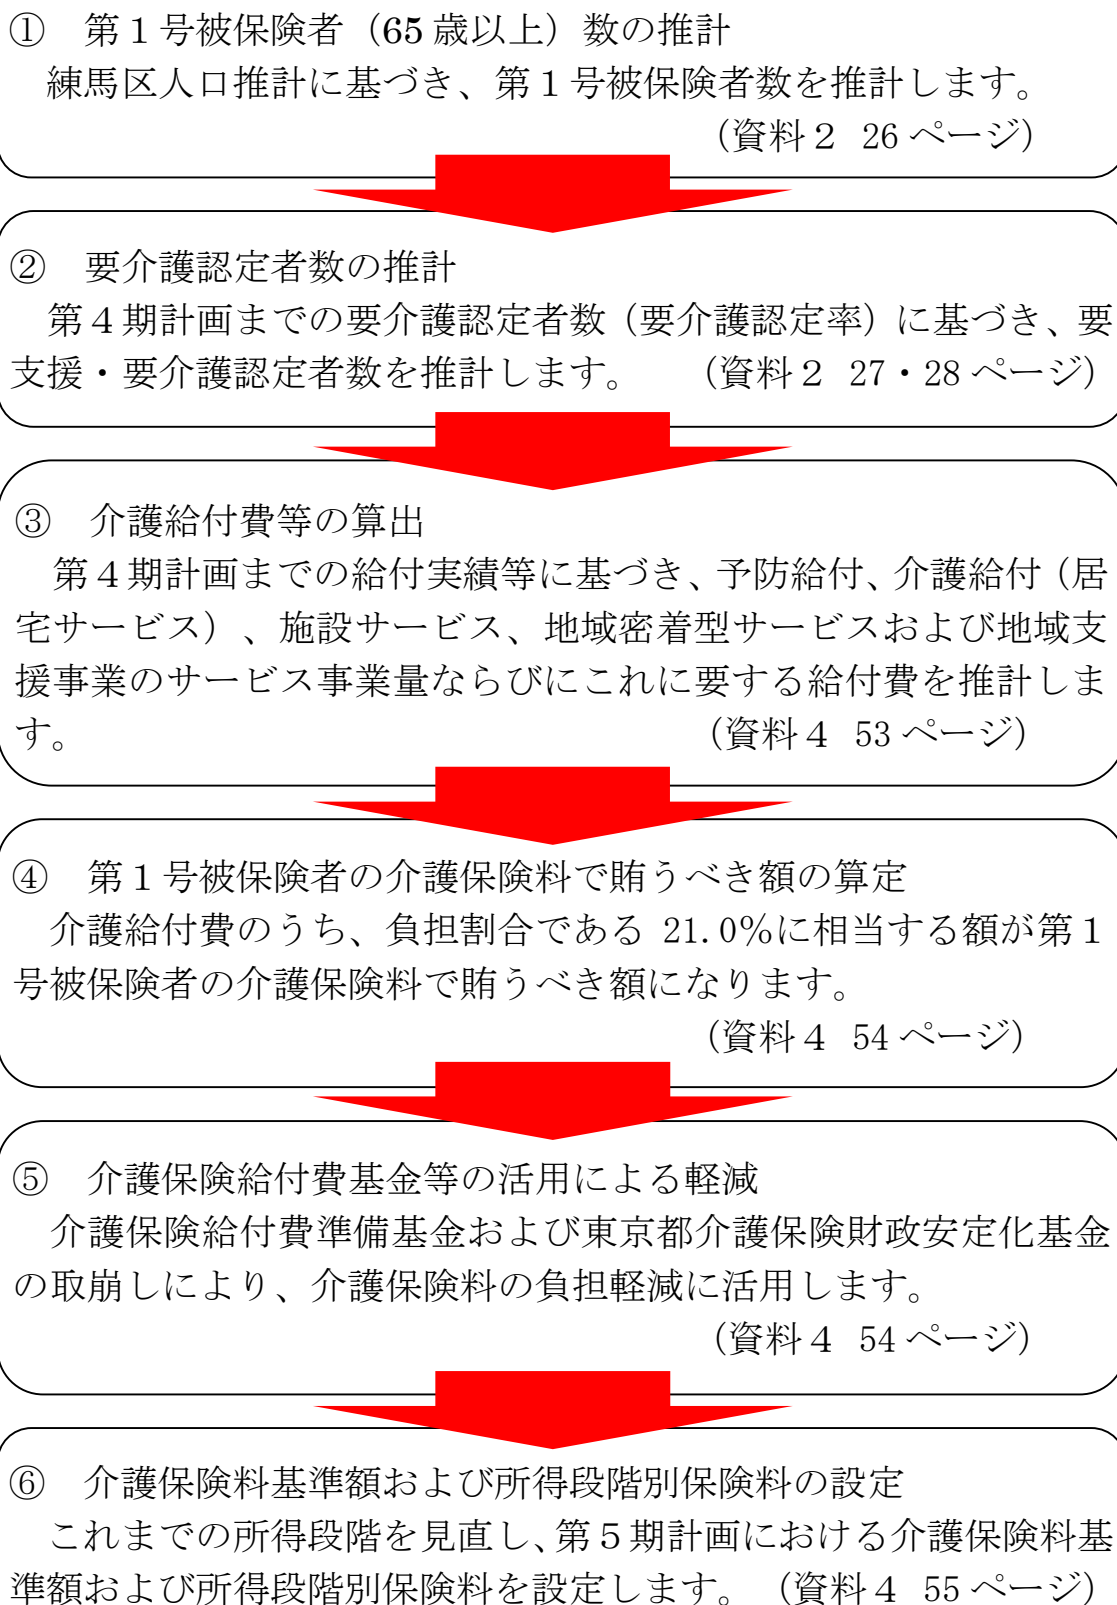 ① 第１号被保険者（65 歳以上）数の推計
練馬区人口推計に基づき、第１号被保険者数を推計します。
（資料２ 26 ページ）
② 要介護認定者数の推計
第４期計画までの要介護認定者数（要介護認定率）に基づき、要
支援・要介護認定者数を推計します。 （資料２ 27・28 ページ）
③ 介護給付費等の算出
第４期計画までの給付実績等に基づき、予防給付、介護給付（居
宅サービス）、施設サービス、地域密着型サービスおよび地域支
援事業のサービス事業量ならびにこれに要する給付費を推計しま
す。 （資料４ 53 ページ）
④ 第１号被保険者の介護保険料で賄うべき額の算定
介護給付費のうち、負担割合である 21.0％に相当する額が第１
号被保険者の介護保険料で賄うべき額になります。
（資料４ 54 ページ）
⑤ 介護保険給付費基金等の活用による軽減
介護保険給付費準備基金および東京都介護保険財政安定化基金
の取崩しにより、介護保険料の負担軽減に活用します。
（資料４ 54 ページ）
⑥ 介護保険料基準額および所得段階別保険料の設定
これまでの所得段階を見直し、第５期計画における介護保険料基
準額および所得段階別保険料を設定します。 （資料４ 55 ページ）